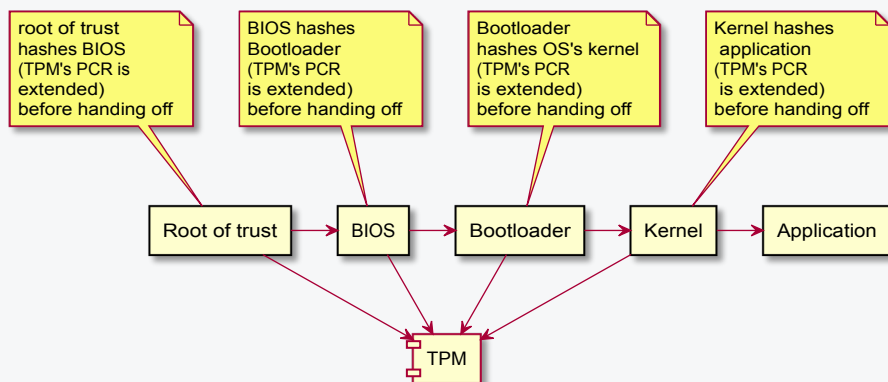 root of trust
hashes BIOS
(TPM's PCR is
extended)
before handing off
BIOS hashes
Bootloader
(TPM's PCR
is extended)
before handing off
Bootloader
hashes OS's kernel
(TPM's PCR
is extended)
before handing off
Kernel hashes
application
(TPM's PCR
is extended)
before handing off
Root of trust
BIOS
Bootloader
Kernel
Application
TPM